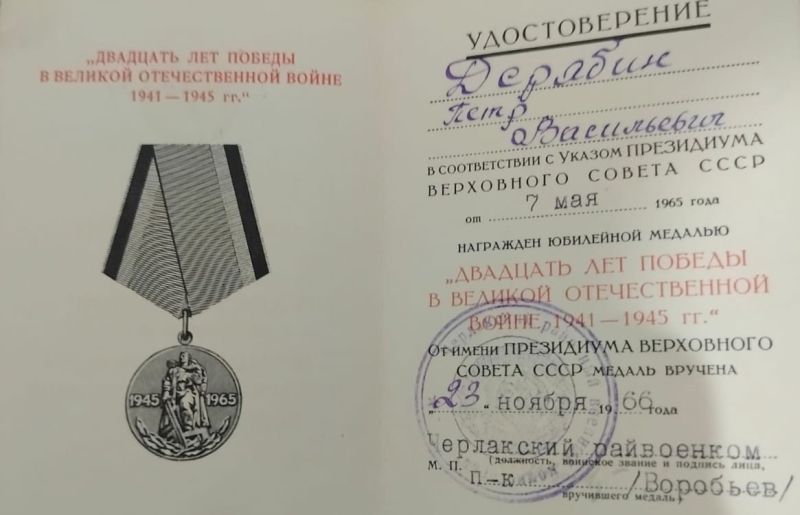 „ДВАДЦАТЬ ЛЕТ ПОБЕДЫ
В ВЕЛИКОЙ ОТЕЧЕСТВЕННОЙ ВОЙНЕ
1941 — 1945 гг.“
1945 1965
УДОСТОВЕРЕНИЕ
Дерябин
Петр
Васильевич
В СООТВЕТСТВИИ С УКАЗОМ ПРЕЗИДИУМА
ВЕРХОВНОГО СОВЕТА СССР
от 7 мая 1965 года
НАГРАЖДЕН ЮБИЛЕЙНОЙ МЕДАЛЬЮ
„ДВАДЦАТЬ ЛЕТ ПОБЕДЫ
В ВЕЛИКОЙ ОТЕЧЕСТВЕННОЙ
ВОЙНЕ 1941 — 1945 гг.“
От имени ПРЕЗИДИУМА ВЕРХОВНОГО
СОВЕТА СССР МЕДАЛЬ ВРУЧЕНА
„23“ ноября 1966 года
Черлакский райвоенком
М. П. (должность, воинское звание и подпись лица,
П-к /Воробьев/
вручившего медаль)